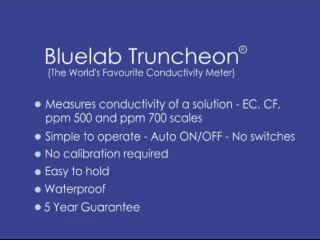 Bluelab Truncheon®
(The World's Favourite Conductivity Meter)
Measures conductivity of a solution - EC, CF,
ppm 500 and ppm 700 scales
Simple to operate - Auto ON/OFF - No switches
No calibration required
Easy to hold
Waterproof
5 Year Guarantee